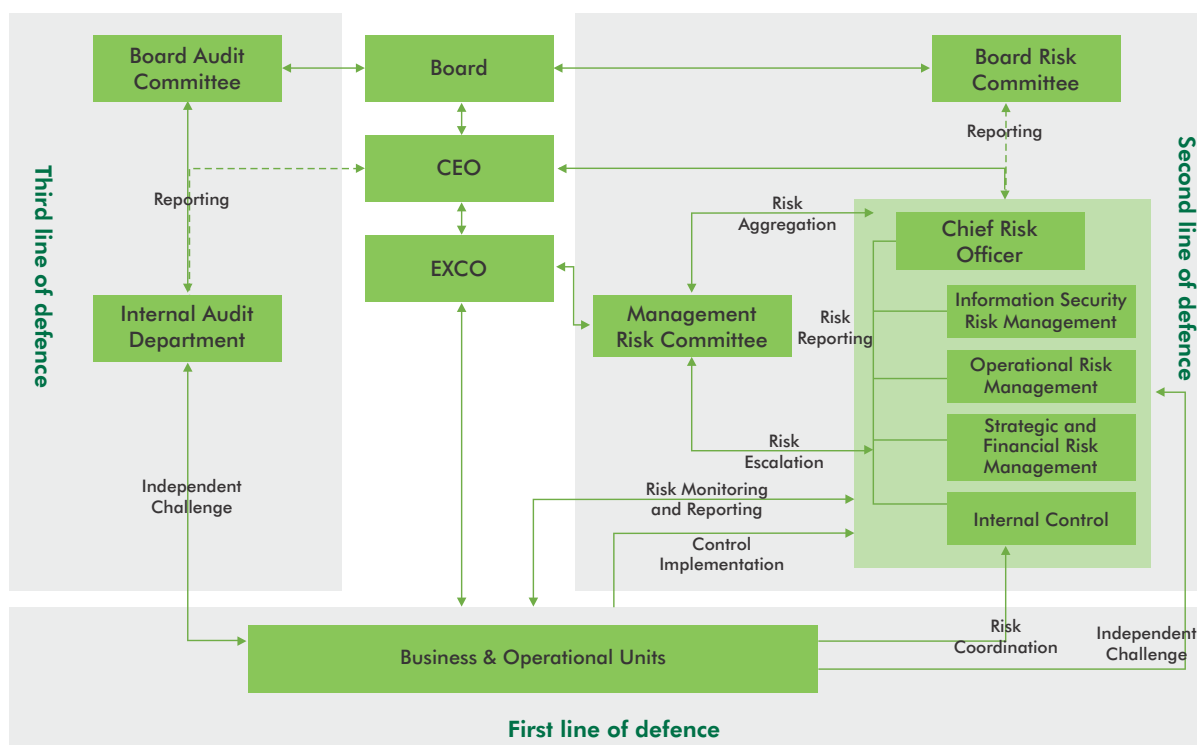 Board Audit
Committee
Board
Board Risk
Committee
Reporting
CEO
Third line of defence
Second line of defence
Reporting
Risk
Aggregation
Chief Risk
Officer
EXCO
Internal Audit
Department
Management
Risk Committee
Risk
Reporting
Information Security
Risk Management
Operational Risk
Management
Strategic and
Financial Risk
Management
Risk
Escalation
Independent
Challenge
Risk Monitoring
and Reporting
Internal Control
Control
Implementation
Business & Operational Units
Risk
Coordination
Independent
Challenge
First line of defence